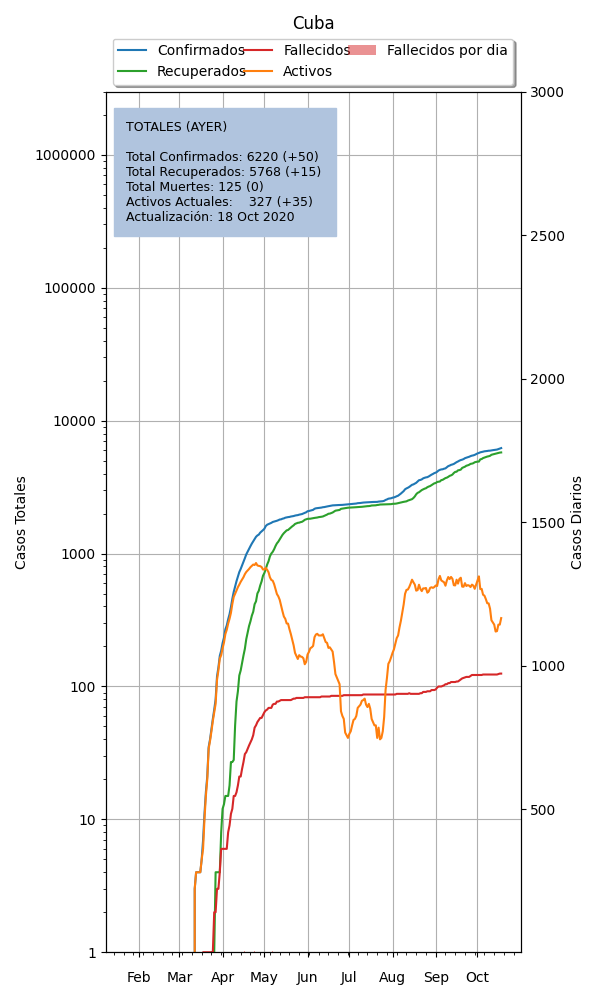 Cuba
Confirmados Fallecidos Fallecidos por dia
Recuperados Activos
TOTALES (AYER)
Total Confirmados: 6220 (+50)
Total Recuperados: 5768 (+15)
Total Muertes: 125 (0)
Activos Actuales: 327 (+35)
Actualización: 18 Oct 2020
Casos Totales
1000000
100000
10000
1000
100
10
1
3000
2500
2000
1500
1000
500
Casos Diarios
Feb Mar Apr May Jun Jul Aug Sep Oct